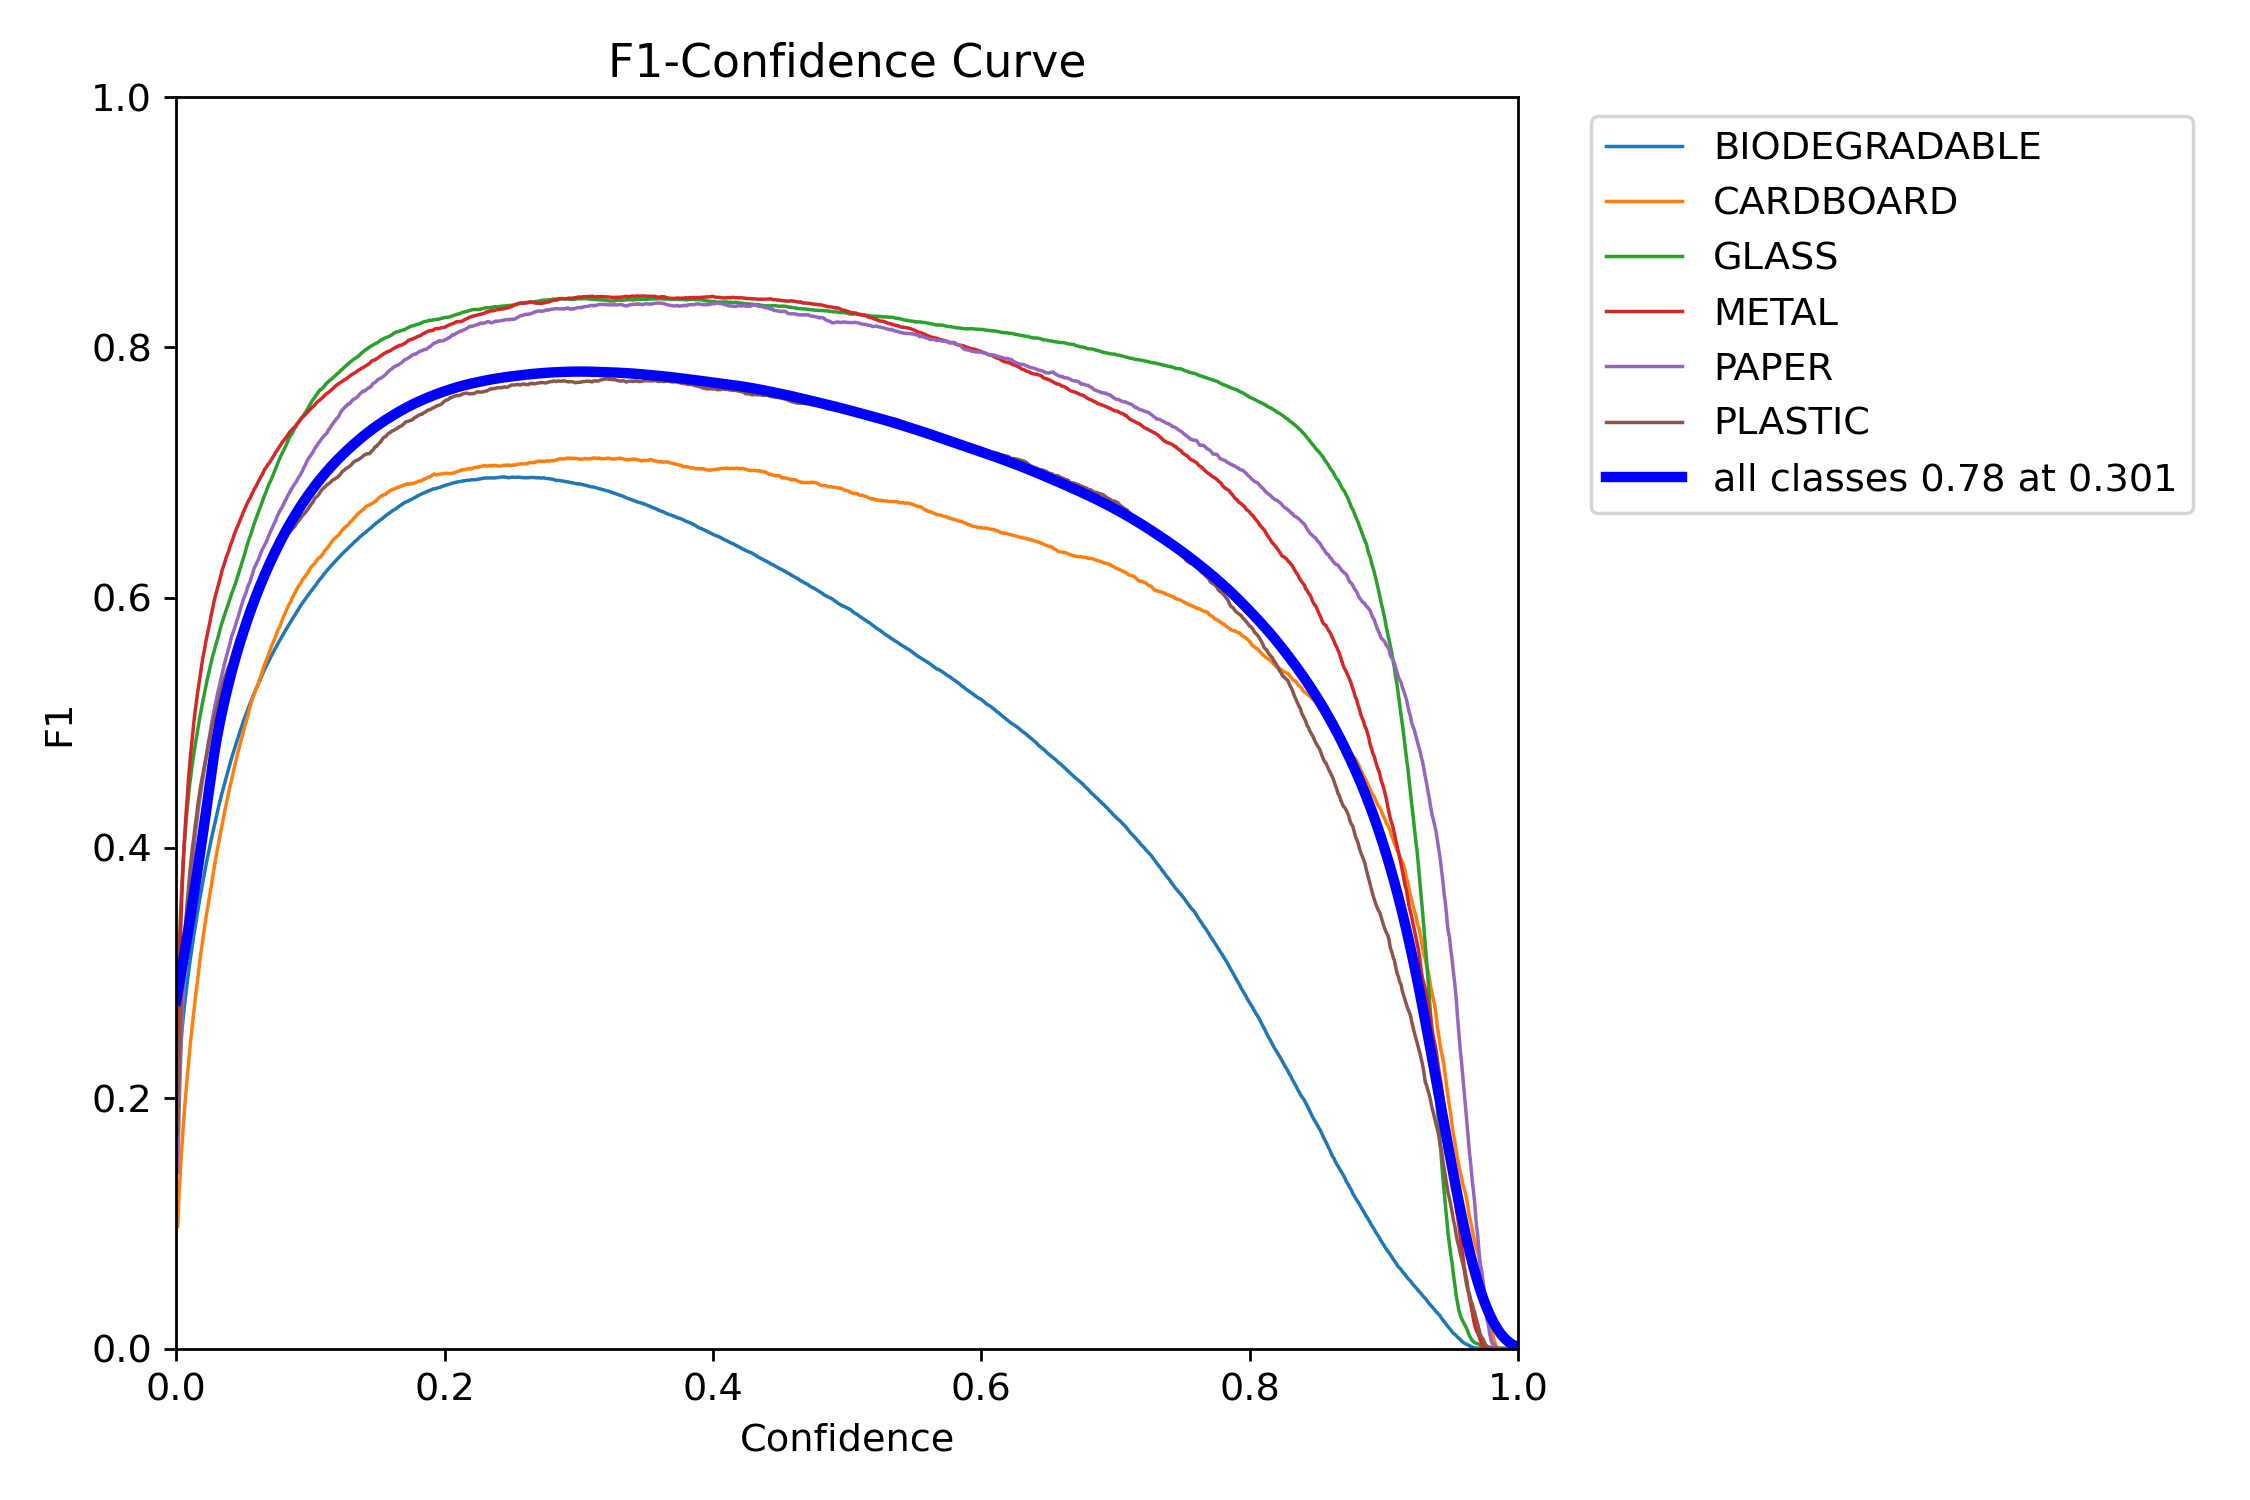 F1-Confidence Curve
1.0
0.8
0.6
0.4
0.2
0.0
F1
0.0 0.2 0.4 0.6 0.8 1.0
Confidence
BIODEGRADABLE
CARDBOARD
GLASS
METAL
PAPER
PLASTIC
all classes 0.78 at 0.301